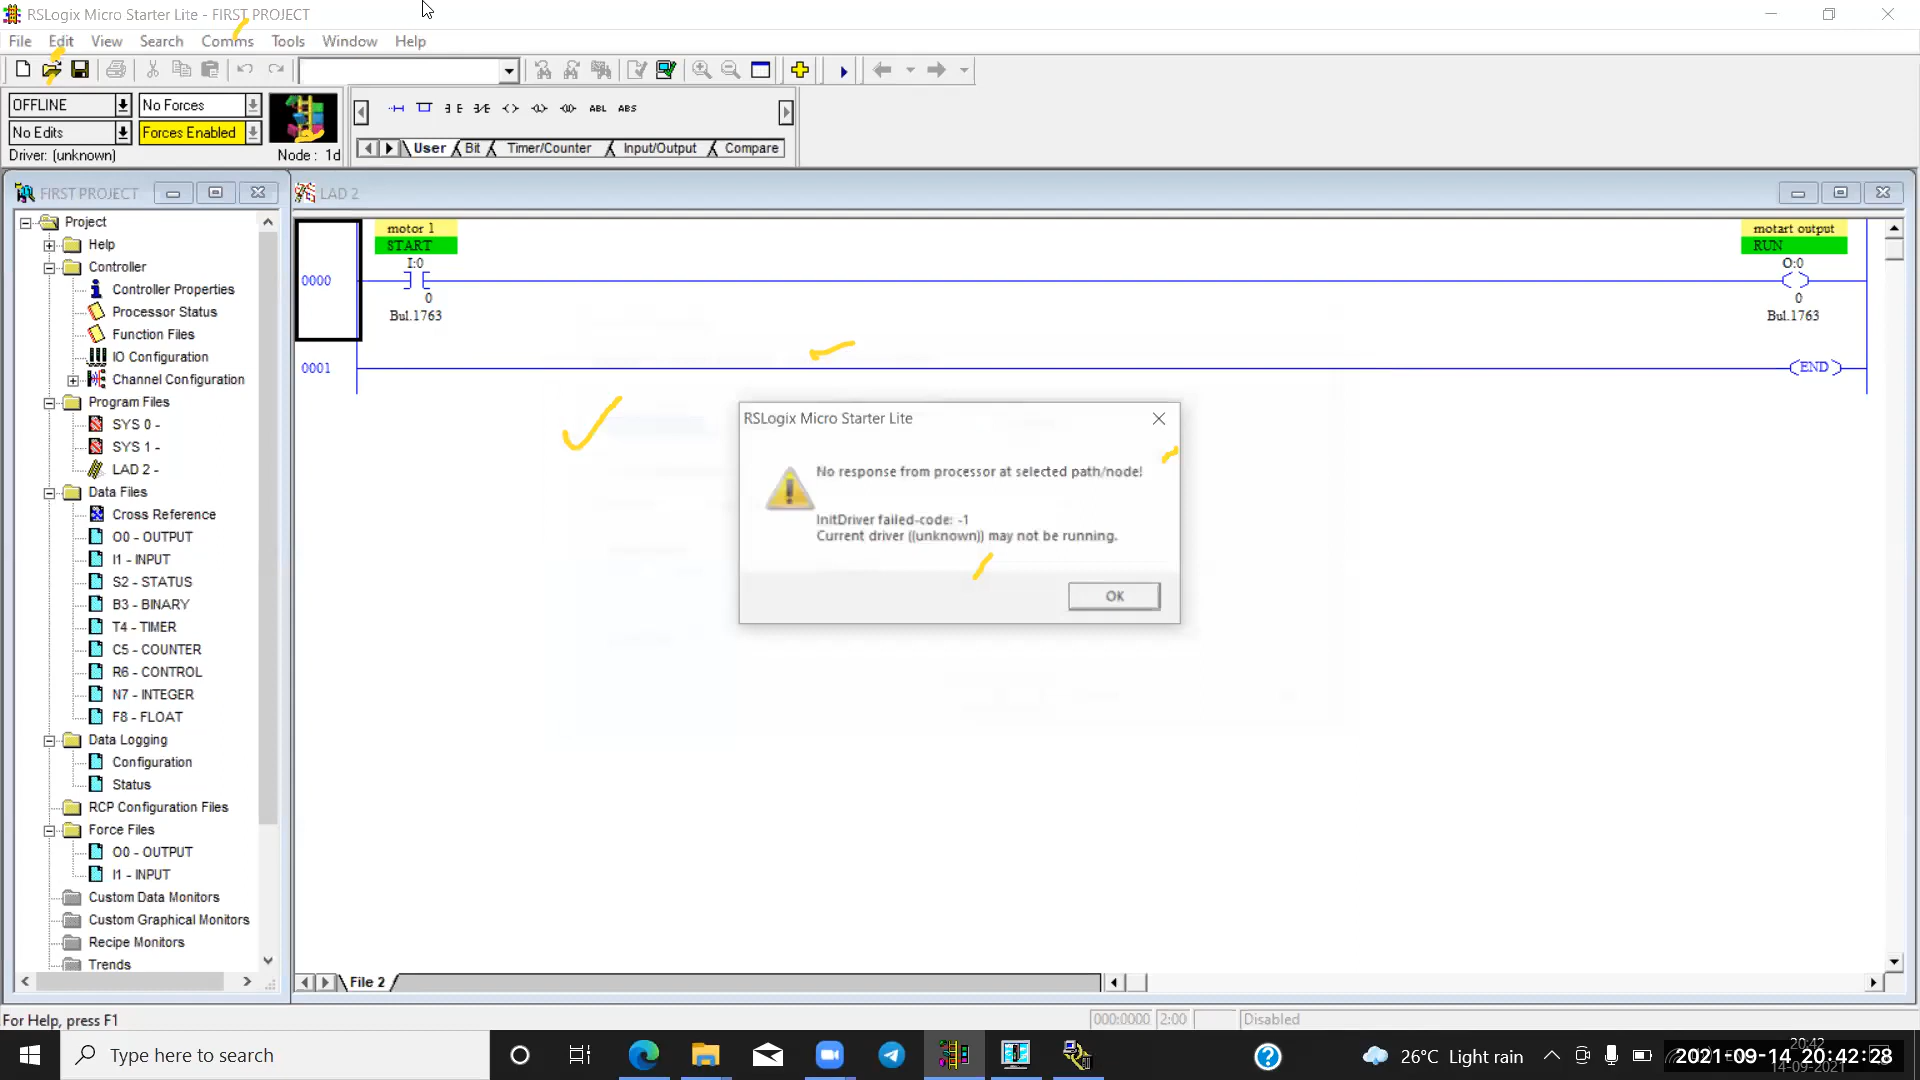 RSLogix Micro Starter Lite - FIRST PROJECT
File Edit View Search Comms Tools Window Help
OFFLINE No Forces
No Edits Forces Enabled
Driver: (unknown) Node : 1d
ABL ABS
User Bit Timer/Counter Input/Output Compare
FIRST PROJECT
Project
Help
Controller
Controller Properties
Processor Status
Function Files
IO Configuration
Channel Configuration
Program Files
SYS 0 -
SYS 1 -
LAD 2 -
Data Files
Cross Reference
O0 - OUTPUT
I1 - INPUT
S2 - STATUS
B3 - BINARY
T4 - TIMER
C5 - COUNTER
R6 - CONTROL
N7 - INTEGER
F8 - FLOAT
Data Logging
Configuration
Status
RCP Configuration Files
Force Files
O0 - OUTPUT
I1 - INPUT
Custom Data Monitors
Custom Graphical Monitors
Recipe Monitors
Trends
LAD 2
motor 1
START
I:0
0000
0
Bul.1763
motart output
RUN
O:0
0
Bul.1763
0001
END
RSLogix Micro Starter Lite
No response from processor at selected path/node!
InitDriver failed-code: -1
Current driver ((unknown)) may not be running.
OK
File 2
For Help, press F1
000:0000 2:00 Disabled
Type here to search
26°C Light rain
20:42
14-09-2021
2021-09-14 20:42:28